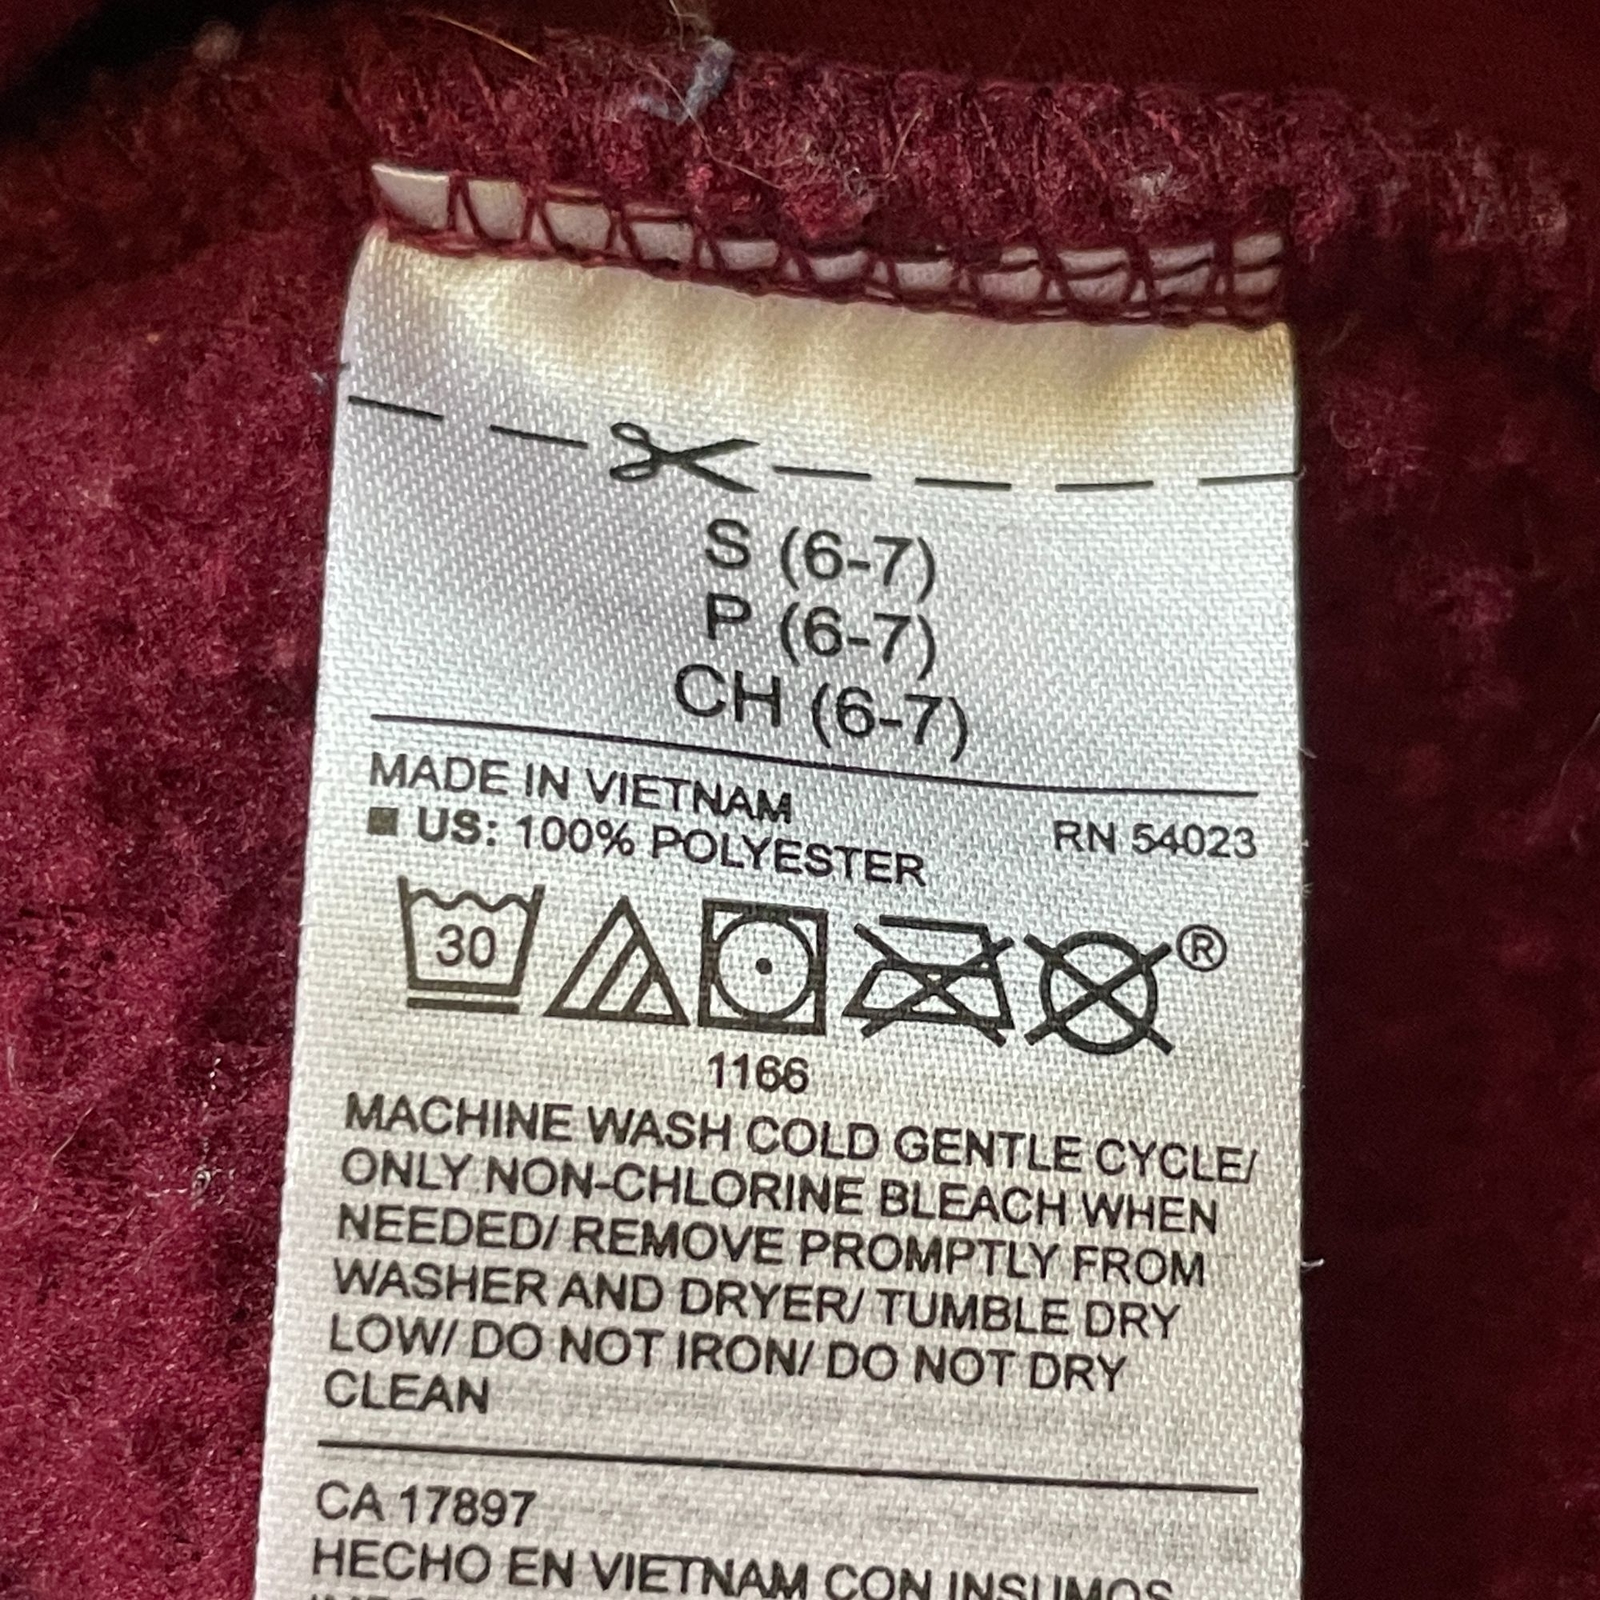 S (6-7)
P (6-7)
CH (6-7)
MADE IN VIETNAM
RN 54023
US: 100% POLYESTER
30
®
1166
MACHINE WASH COLD GENTLE CYCLE/
ONLY NON-CHLORINE BLEACH WHEN
NEEDED/ REMOVE PROMPTLY FROM
WASHER AND DRYER/ TUMBLE DRY
LOW/ DO NOT IRON/ DO NOT DRY
CLEAN
CA 17897
HECHO EN VIETNAM CON INSUMOS